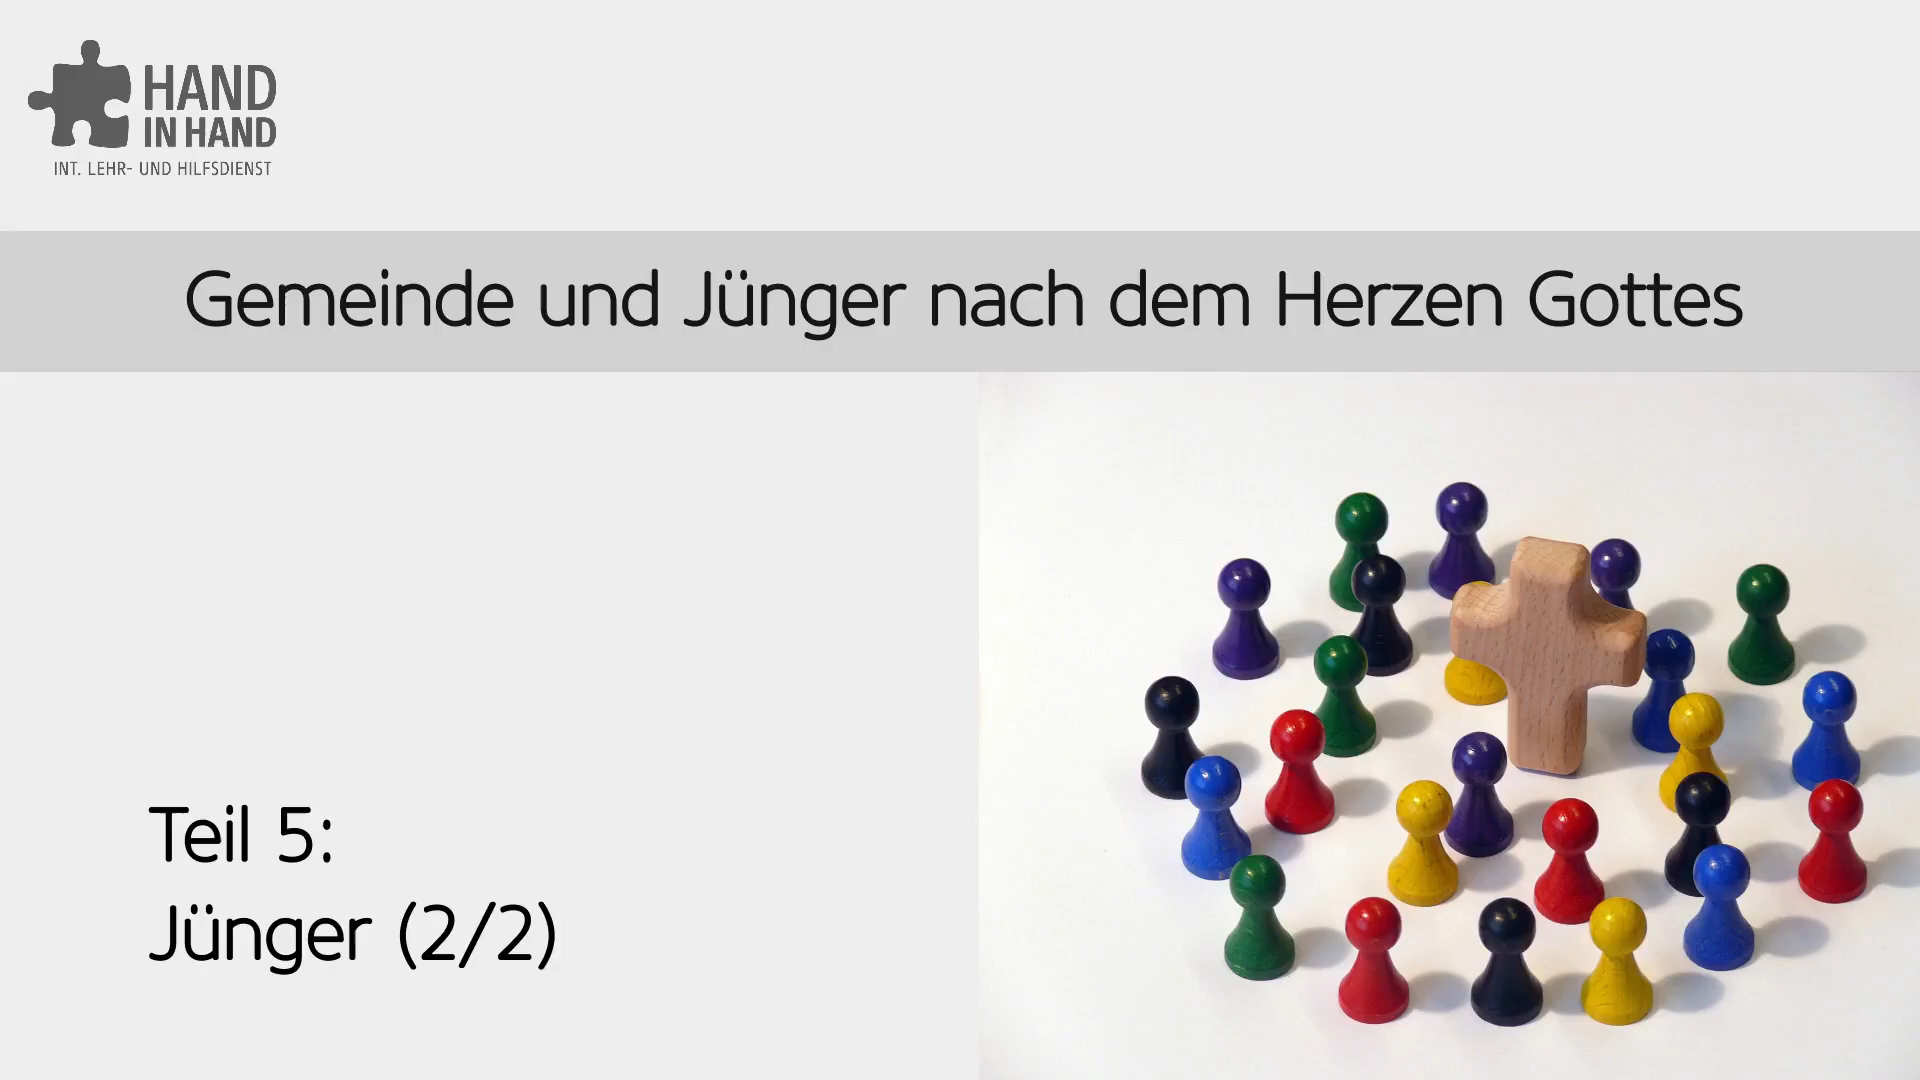 HAND
IN HAND
INT. LEHR- UND HILFSDIENST
Gemeinde und Jünger nach dem Herzen Gottes
Teil 5:
Jünger (2/2)